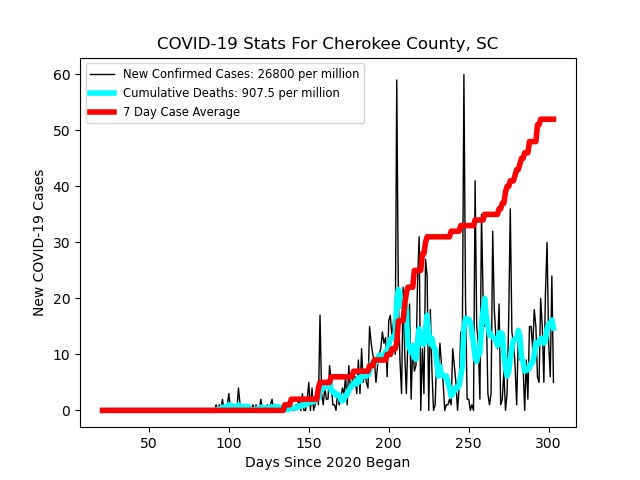 COVID-19 Stats For Cherokee County, SC
New Confirmed Cases: 26800 per million
Cumulative Deaths: 907.5 per million
7 Day Case Average
New COVID-19 Cases
60
50
40
30
20
10
0
50 100 150 200 250 300
Days Since 2020 Began